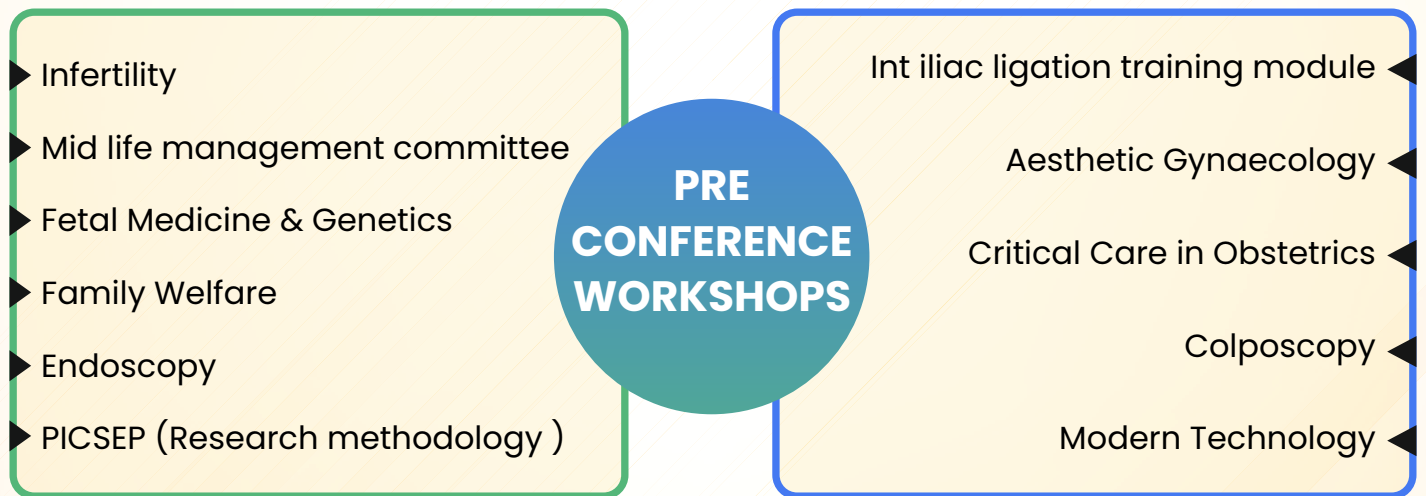 Infertility
Mid life management committee
Fetal Medicine & Genetics
Family Welfare
Endoscopy
PICSEP (Research methodology )
PRE
CONFERENCE
WORKSHOPS
Int iliac ligation training module
Aesthetic Gynaecology
Critical Care in Obstetrics
Colposcopy
Modern Technology